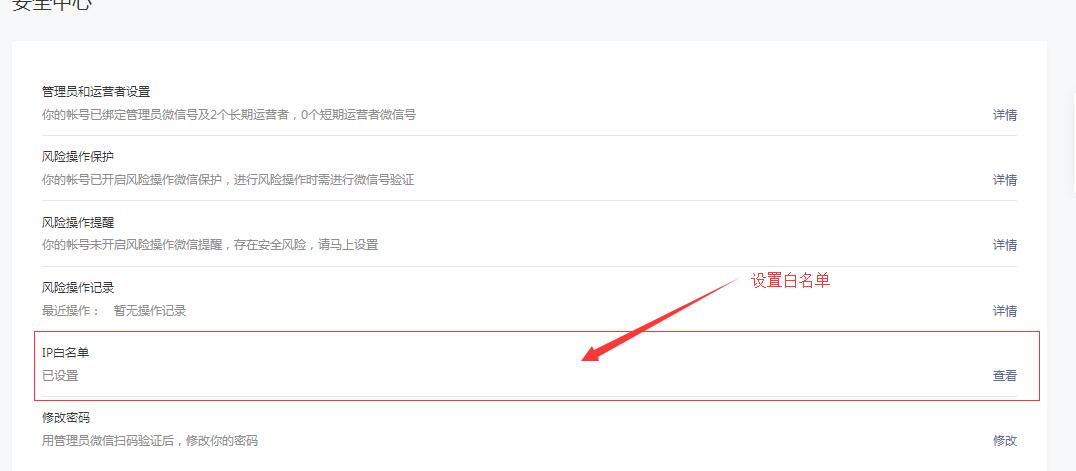 安全中心
管理员和运营者设置
你的帐号已绑定管理员微信号及2个长期运营者，0个短期运营者微信号
详情
风险操作保护
你的帐号已开启风险操作微信保护，进行风险操作时需进行微信号验证
详情
风险操作提醒
你的帐号未开启风险操作微信提醒，存在安全风险，请马上设置
详情
设置白名单
风险操作记录
最近操作： 暂无操作记录
详情
IP白名单
已设置
查看
修改密码
用管理员微信扫码验证后，修改你的密码
修改